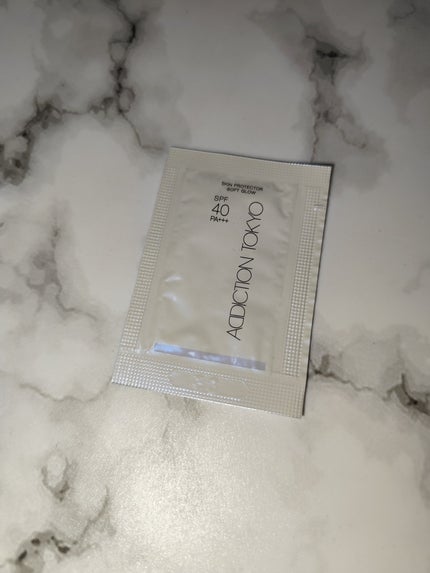 SKIN PROTECTOR
SOFT GLOW
SPF
40
PA+++
ADDICTION TOKYO